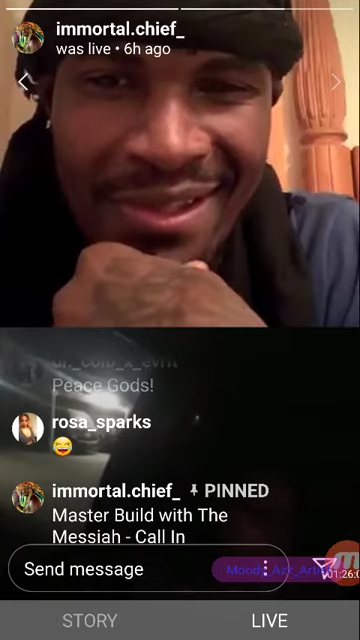 immortal.chief_
was live • 6h ago
Peace Gods!
rosa_sparks
immortal.chief_ PINNED
Master Build with The
Messiah - Call In
Send message
STORY LIVE